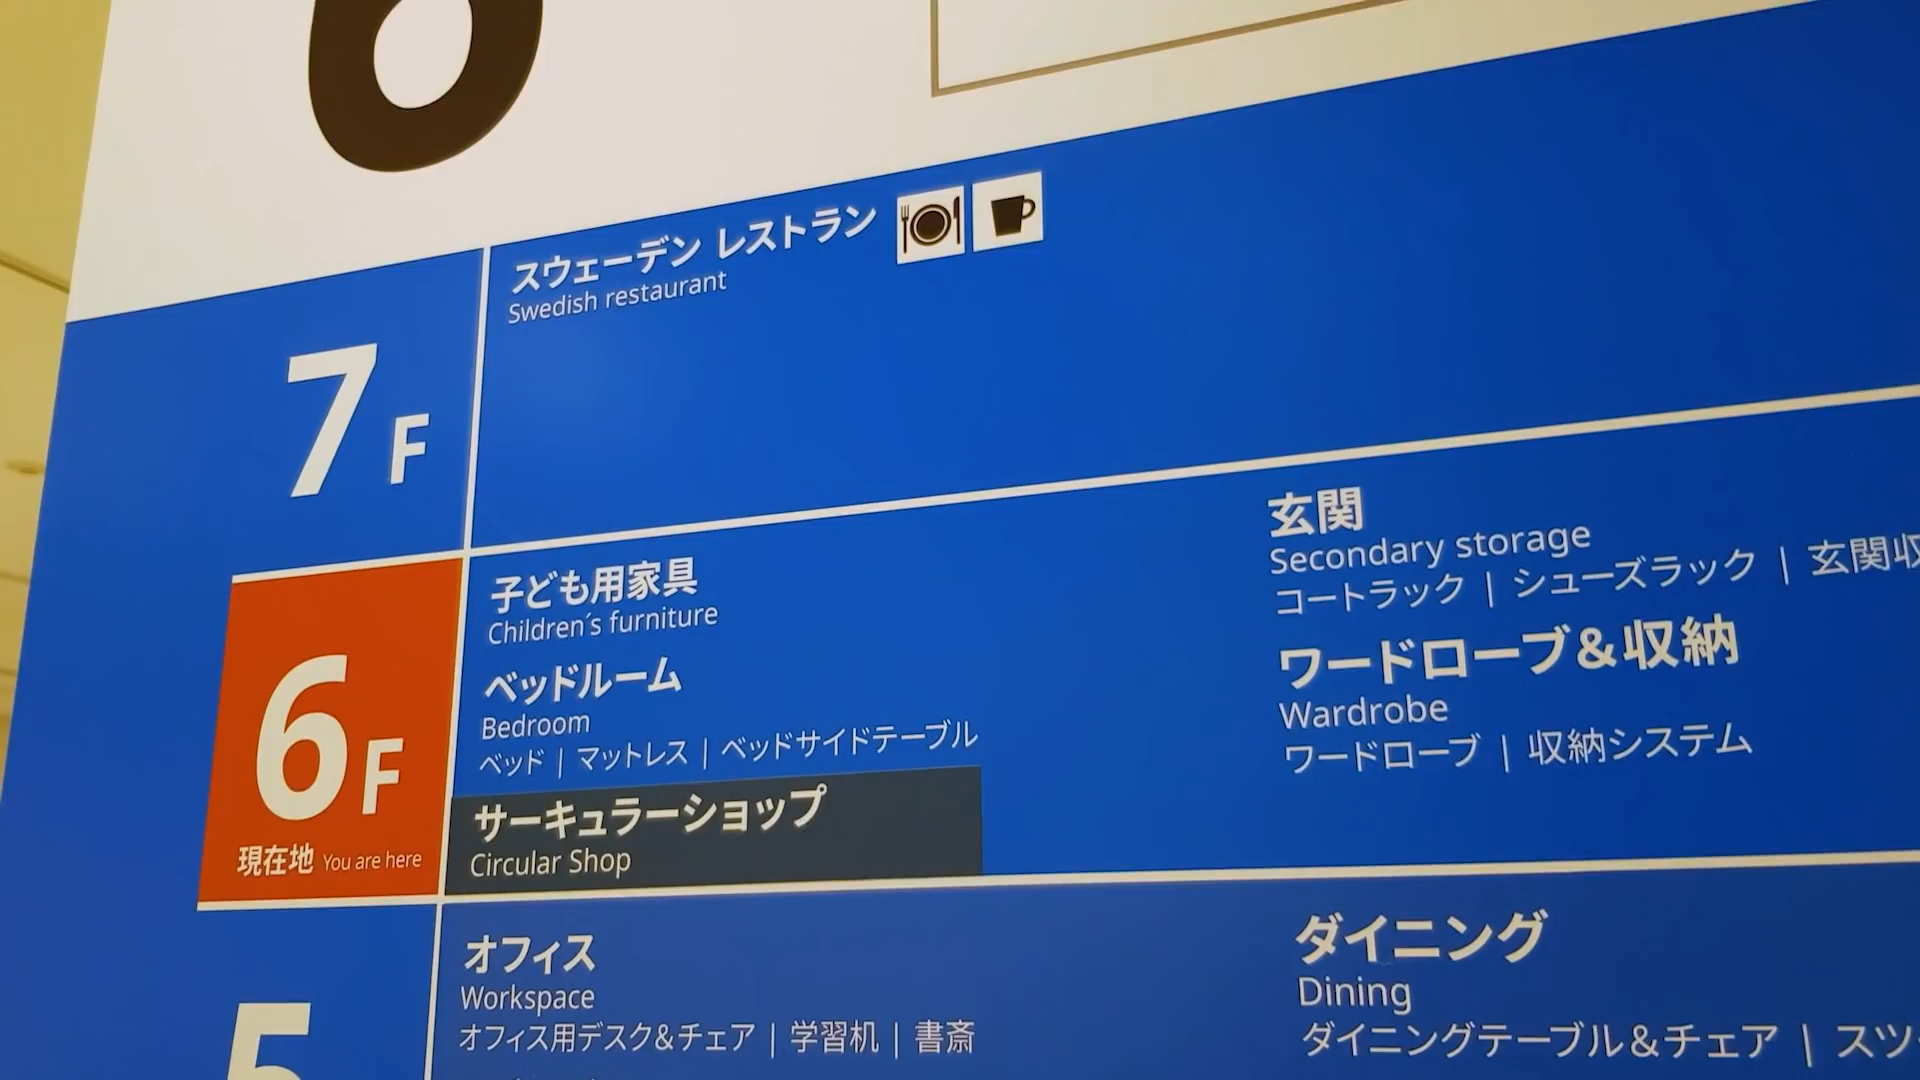 6
スウェーデン レストラン
Swedish restaurant
7F
子ども用家具
Children´s furniture
ベッドルーム
Bedroom
ベッド | マットレス | ベッドサイドテーブル
サーキュラーショップ
Circular Shop
玄関
Secondary storage
コートラック | シューズラック | 玄関収
ワードローブ&収納
Wardrobe
ワードローブ | 収納システム
6F
現在地 You are here
オフィス
Workspace
オフィス用デスク&チェア | 学習机 | 書斎
ダイニング
Dining
ダイニングテーブル&チェア | スツ
5